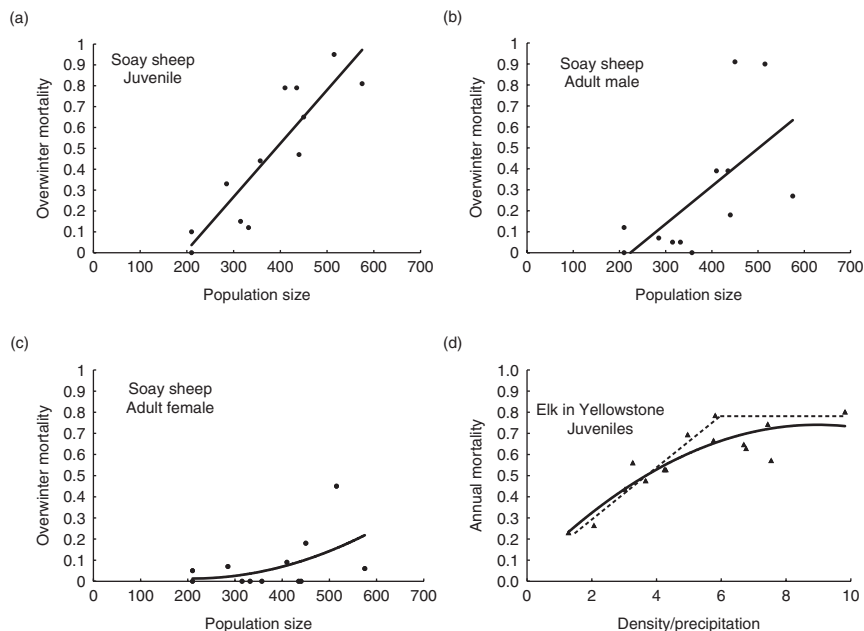 (a)
Soay sheep
Juvenile
Overwinter mortality
1
0.9
0.8
0.7
0.6
0.5
0.4
0.3
0.2
0.1
0
0 100 200 300 400 500 600 700
Population size
(b)
Soay sheep
Adult male
Overwinter mortality
1
0.9
0.8
0.7
0.6
0.5
0.4
0.3
0.2
0.1
0
0 100 200 300 400 500 600 700
Population size
(c)
Soay sheep
Adult female
Overwinter mortality
1
0.9
0.8
0.7
0.6
0.5
0.4
0.3
0.2
0.1
0
0 100 200 300 400 500 600 700
Population size
(d)
Elk in Yellowstone
Juveniles
Annual mortality
1.0
0.9
0.8
0.7
0.6
0.5
0.4
0.3
0.2
0.1
0.0
0 2 4 6 8 10
Density/precipitation